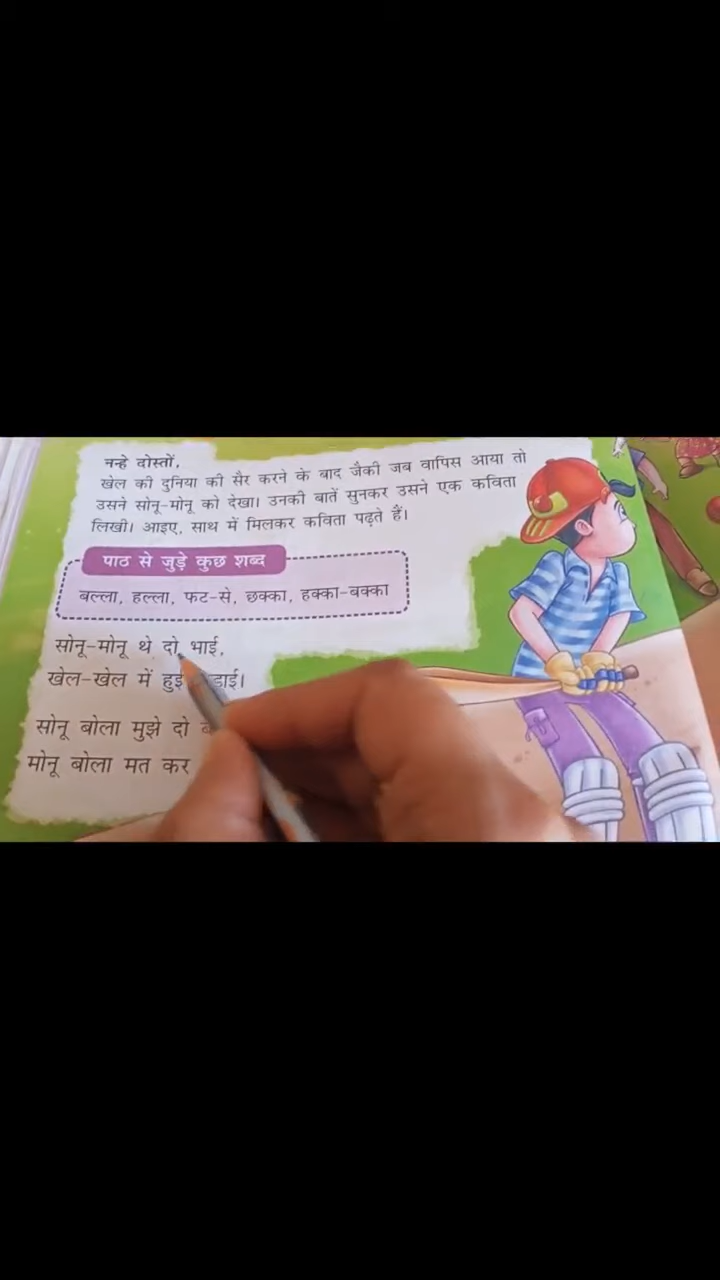 नन्हे दोस्तों,
खेल की दुनिया की सैर करने के बाद जैकी जब वापिस आया तो
उसने सोनू-मोनू को देखा। उनकी बातें सुनकर उसने एक कविता
लिखी। आइए, साथ में मिलकर कविता पढ़ते हैं।
पाठ से जुड़े कुछ शब्द
बल्ला, हल्ला, फट-से, छक्का, हक्का-बक्का
सोनू-मोनू थे दो भाई,
खेल-खेल में हुई
सोनू बोला मुझे दो
मोनू बोला मत कर